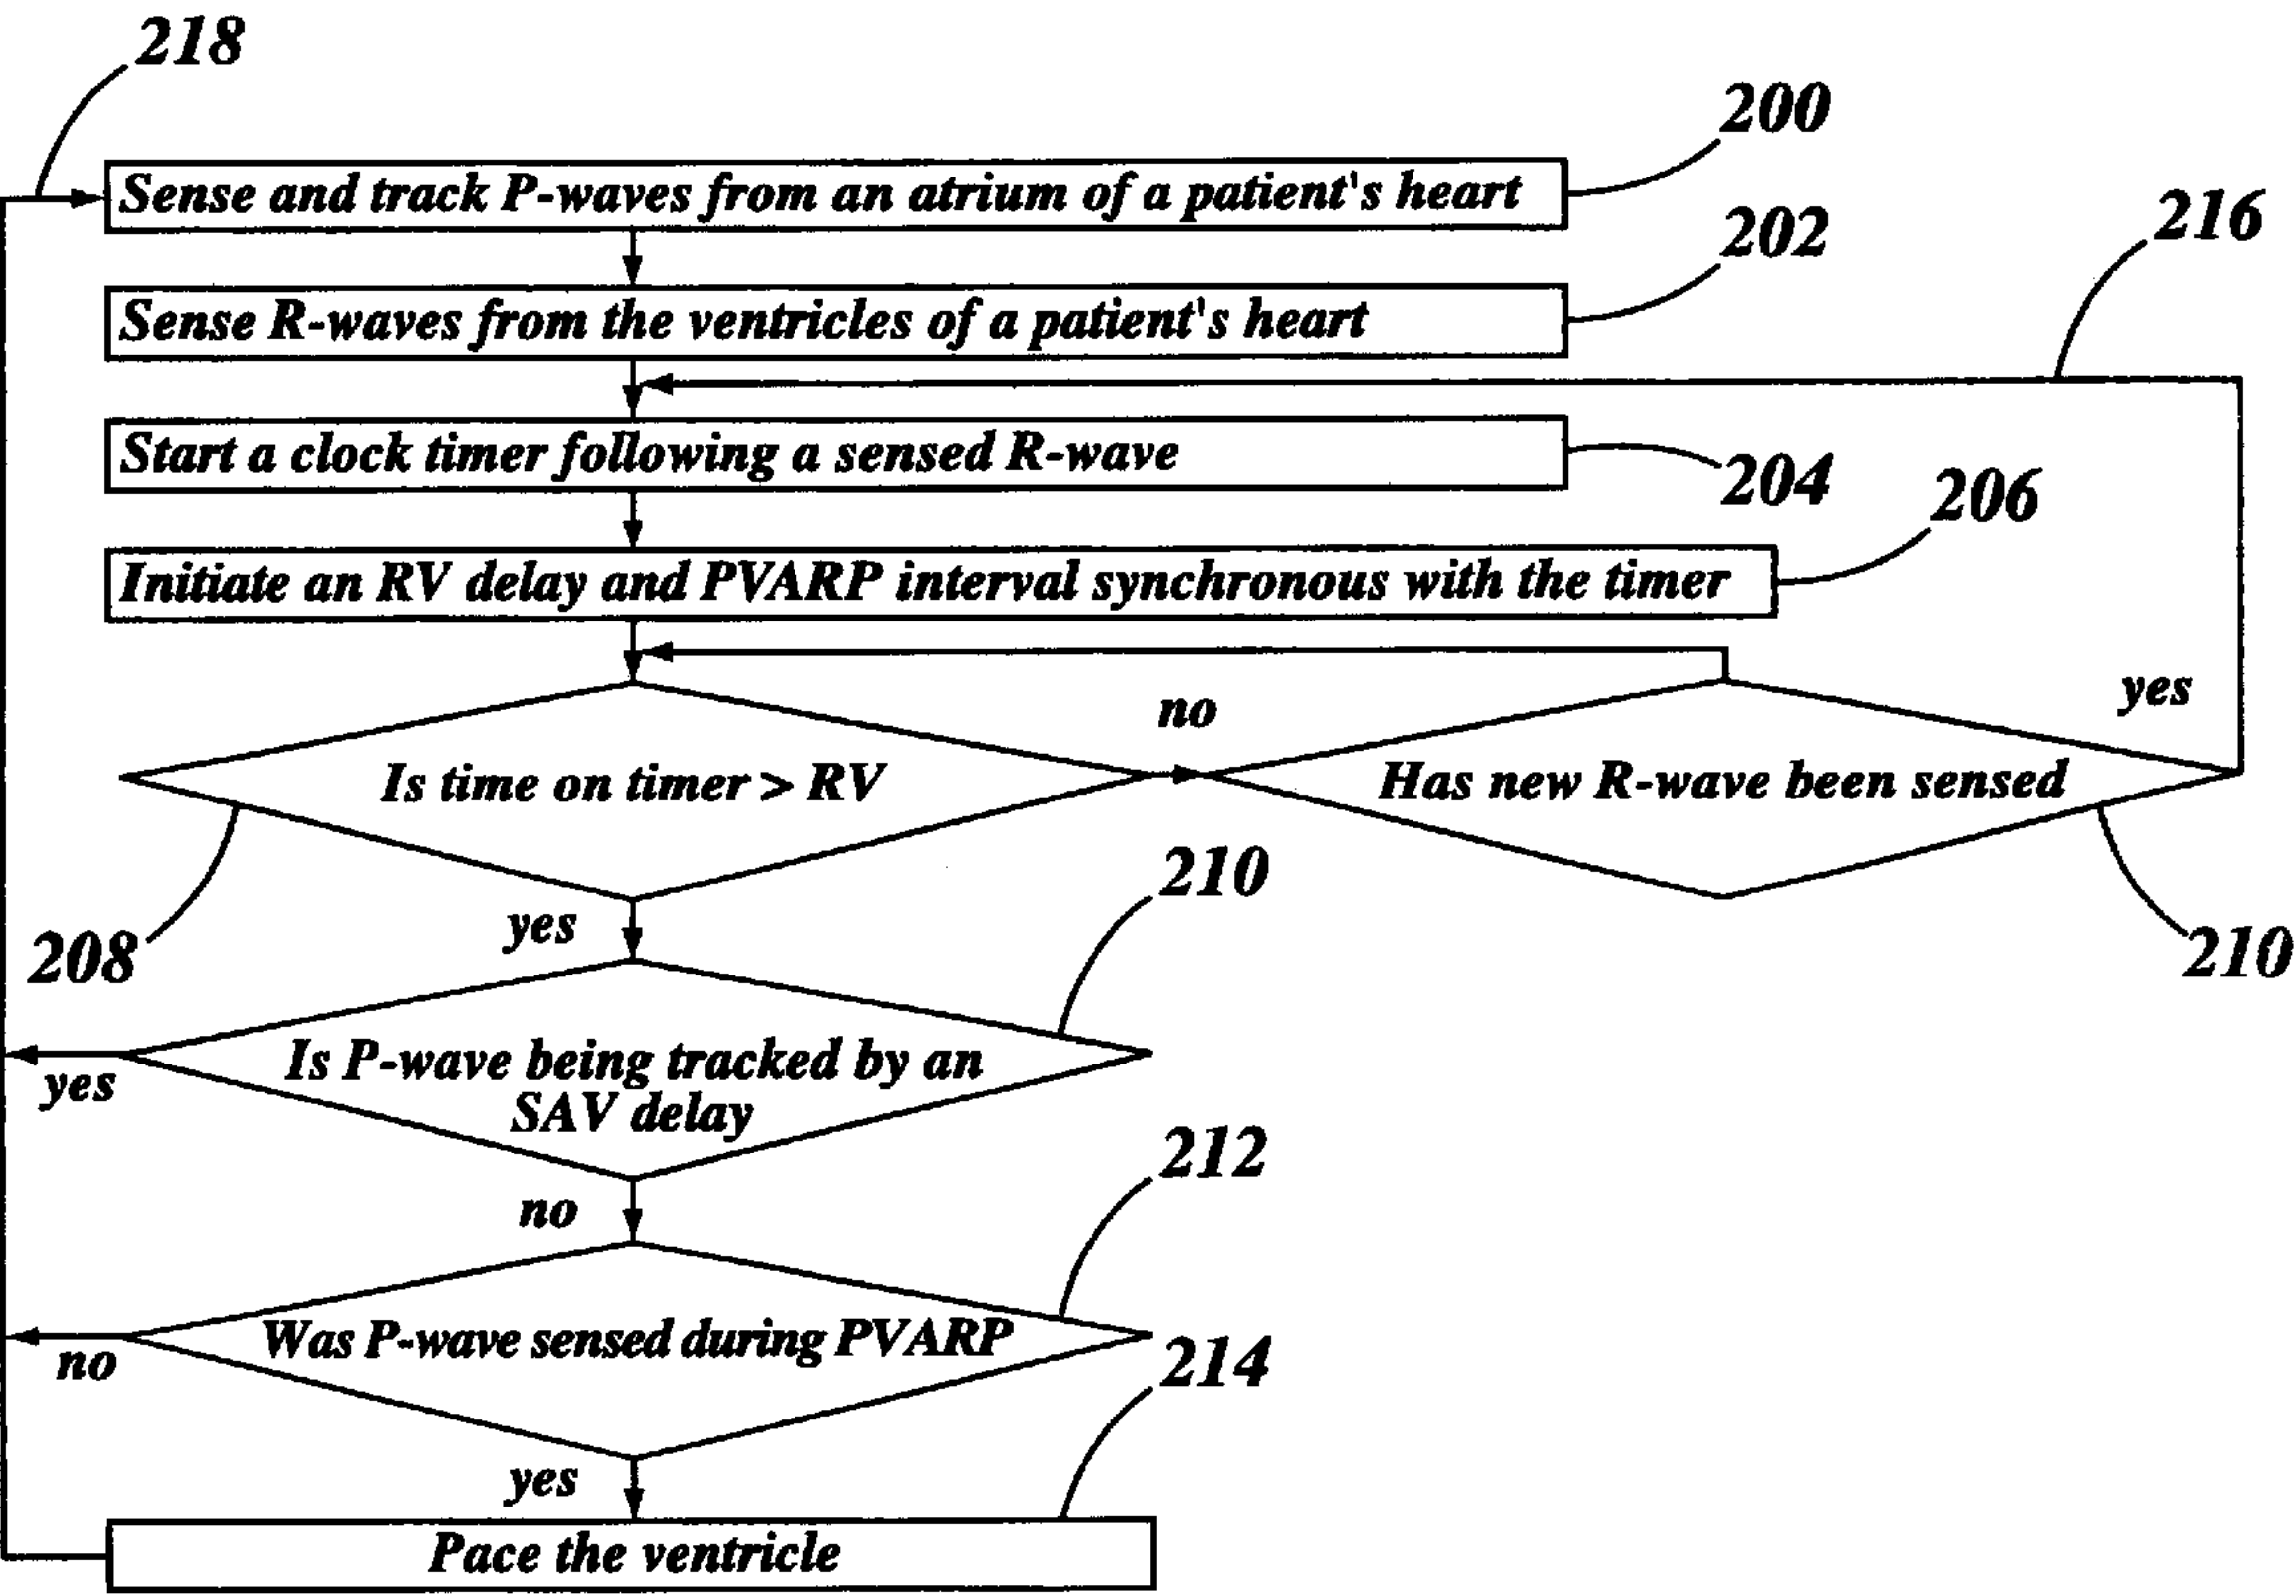 218
200
Sense and track P-waves from an atrium of a patient's heart
202
216
Sense R-waves from the ventricles of a patient's heart
Start a clock timer following a sensed R-wave
204
206
Initiate an RV delay and PVARP interval synchronous with the timer
yes
no
Is time on timer > RV
Has new R-wave been sensed
210
yes
208
210
Is P-wave being tracked by an
SAV delay
yes
212
no
Was P-wave sensed during PVARP
no
214
yes
Pace the ventricle